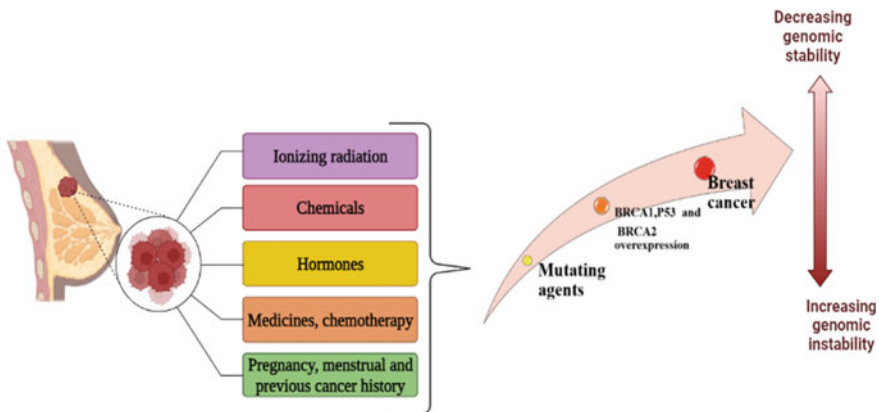 Ionizing radiation
Chemicals
Hormones
Medicines, chemotherapy
Pregnancy, menstrual and
previous cancer history
Mutating
agents
BRCA1,P53 and
BRCA2
overexpression
Breast
cancer
Decreasing
genomic
stability
Increasing
genomic
instability